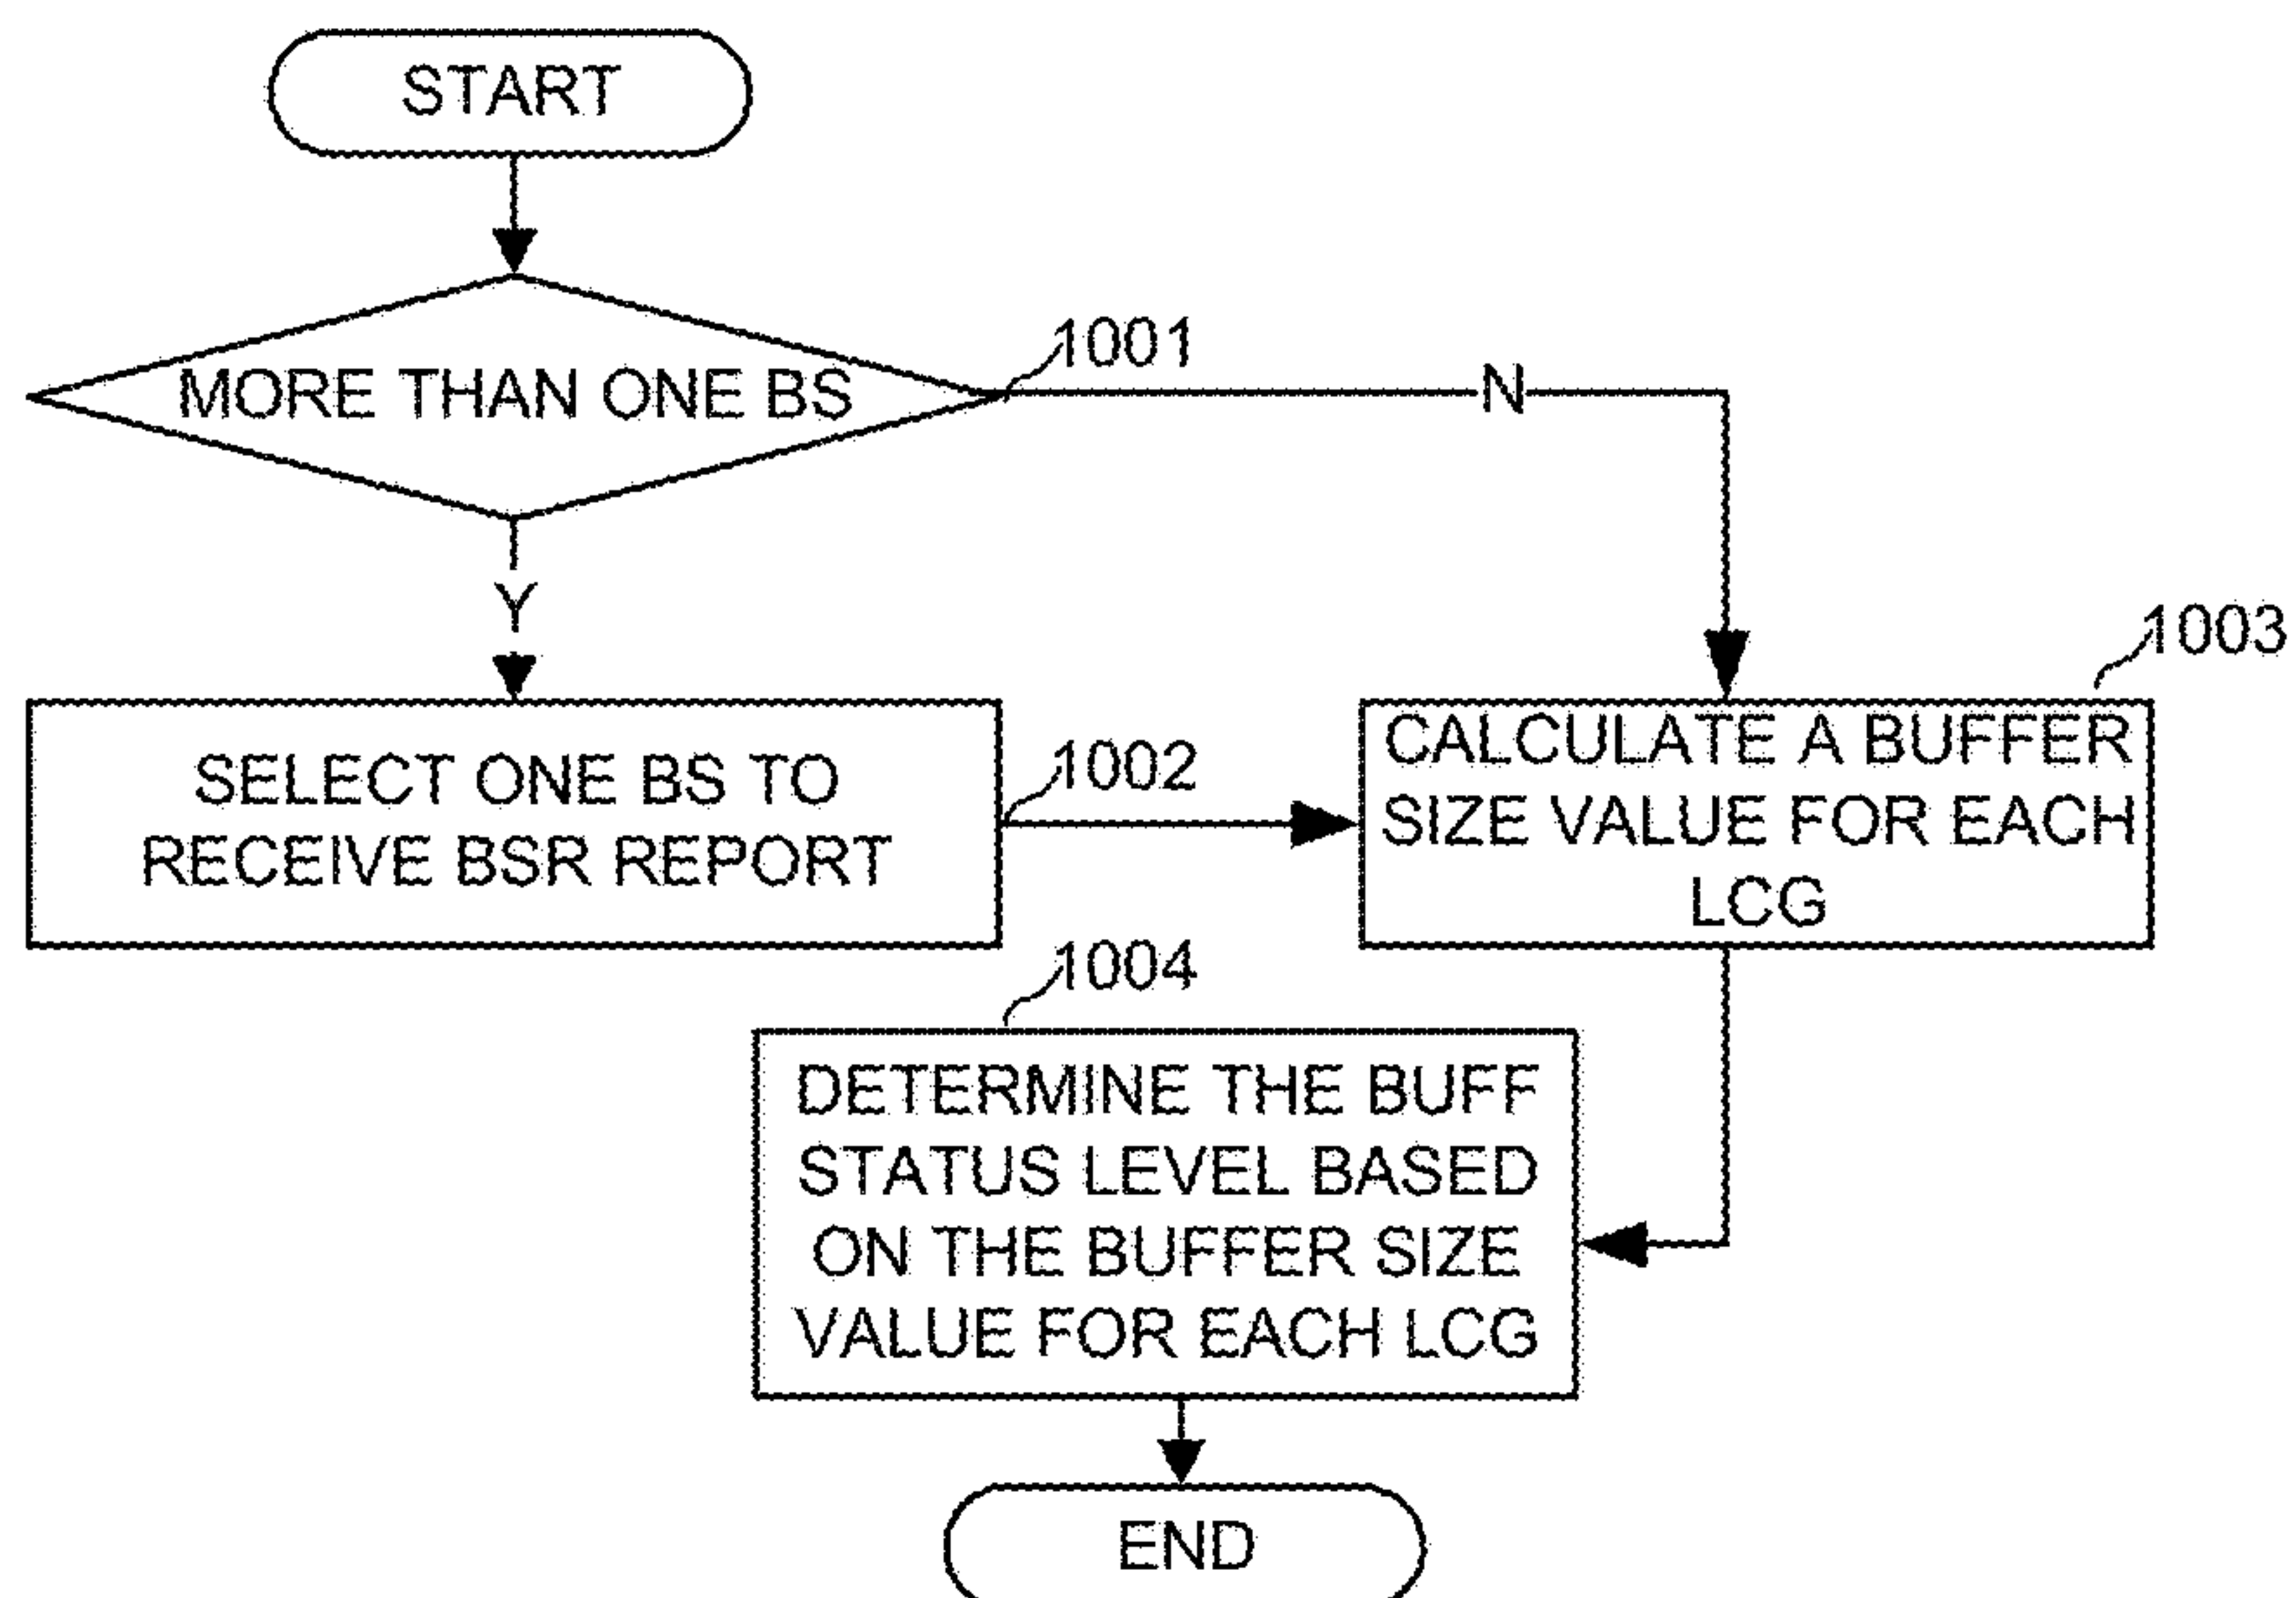 START
MORE THAN ONE BS
1001
N
Y
SELECT ONE BS TO
RECEIVE BSR REPORT
1002
1003
CALCULATE A BUFFER
SIZE VALUE FOR EACH
LCG
1004
DETERMINE THE BUFF
STATUS LEVEL BASED
ON THE BUFFER SIZE
VALUE FOR EACH LCG
END